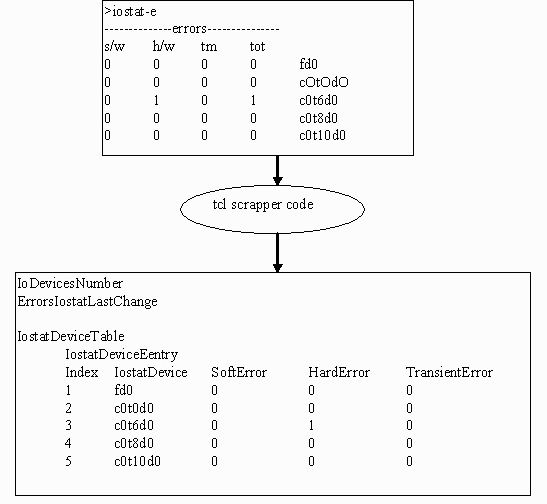 >iostat-e
-------------errors--------------
s/w h/w tm tot
0 0 0 0 fd0
0 0 0 0 cOtOdO
0 1 0 1 c0t6d0
0 0 0 0 c0t8d0
0 0 0 0 c0t10d0
tcl scrapper code
IoDevicesNumber
ErrorsIostatLastChange
IostatDeviceTable
IostatDeviceEentry
Index IostatDevice SoftError HardError TransientError
1 fd0 0 0 0
2 c0t0d0 0 0 0
3 c0t6d0 0 1 0
4 c0t8d0 0 0 0
5 c0t10d0 0 0 0